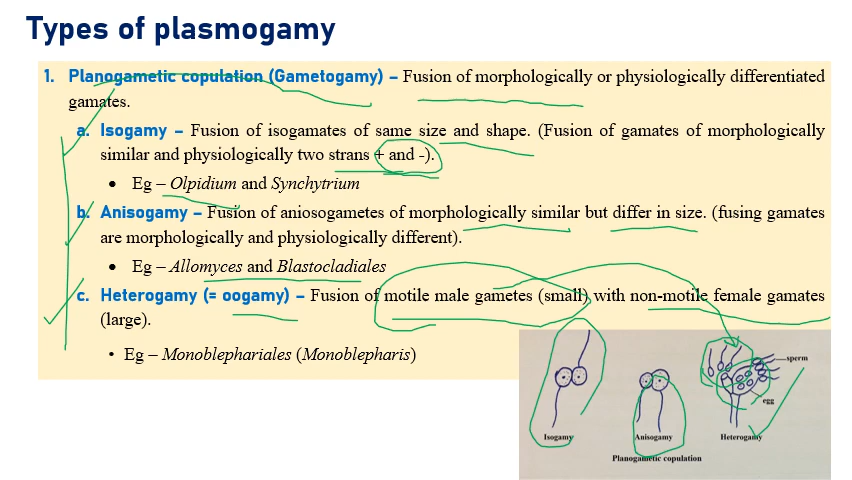 Types of plasmogamy
1. Planogametic copulation (Gametogamy) – Fusion of morphologically or physiologically differentiated
gamates.
a. Isogamy – Fusion of isogamates of same size and shape. (Fusion of gamates of morphologically
similar and physiologically two strans + and -).
• Eg – Olpidium and Synchytrium
b. Anisogamy – Fusion of aniosogametes of morphologically similar but differ in size. (fusing gamates
are morphologically and physiologically different).
• Eg – Allomyces and Blastocladiales
c. Heterogamy (= oogamy) – Fusion of motile male gametes (small) with non-motile female gamates
(large).
• Eg – Monoblephariales (Monoblepharis)
sperm
egg
Isogamy Anisogamy Heterogamy
Planogametic copulation